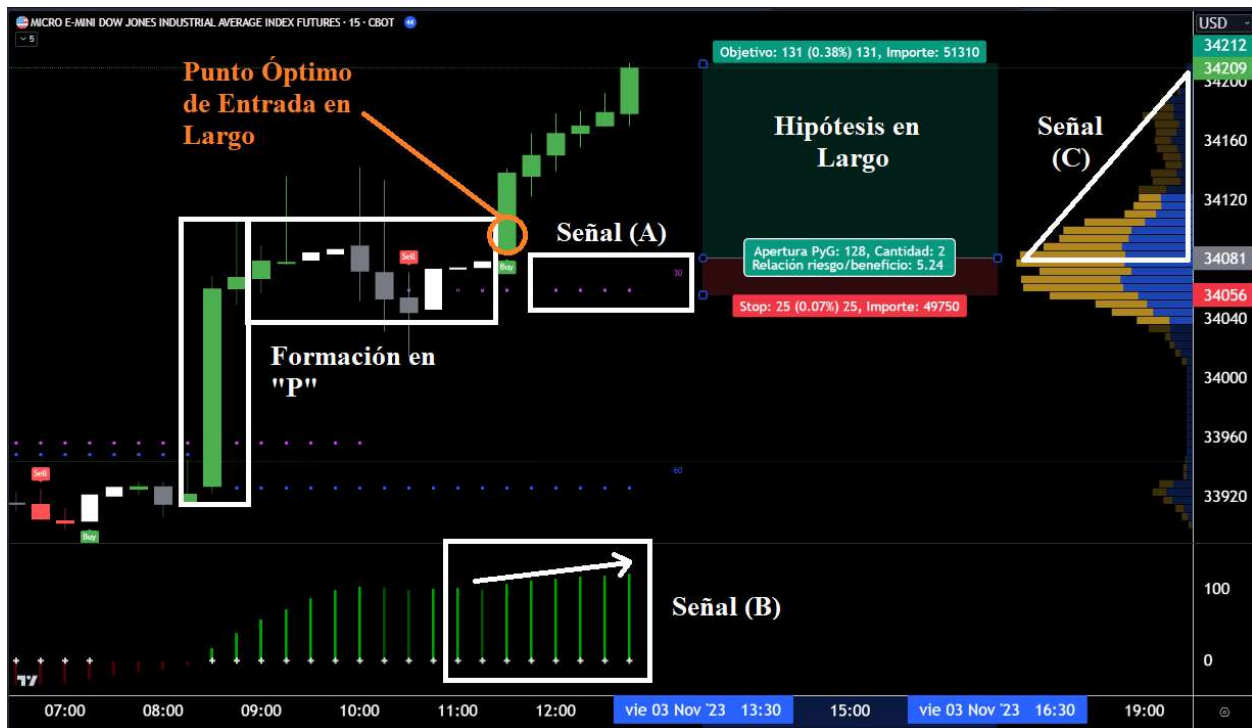 MICRO E-MINI DOW JONES INDUSTRIAL AVERAGE INDEX FUTURES · 15 · CBOT
5
USD
Objetivo: 131 (0.38%) 131, Importe: 51310
34212
34209
34200
Punto Óptimo
de Entrada en
Largo
Hipótesis en
Largo
Señal
(C)
34160
34120
Señal (A)
Sell
Buy
30
Apertura PyG: 128, Cantidad: 2
Relación riesgo/beneficio: 5.24
34081
Stop: 25 (0.07%) 25, Importe: 49750
34056
34040
Formación en
"P"
34000
33960
60
Sell
33920
Buy
Señal (B)
100
0
07:00 08:00 09:00 10:00 11:00 12:00 vie 03 Nov '23 13:30 15:00 vie 03 Nov '23 16:30 19:00